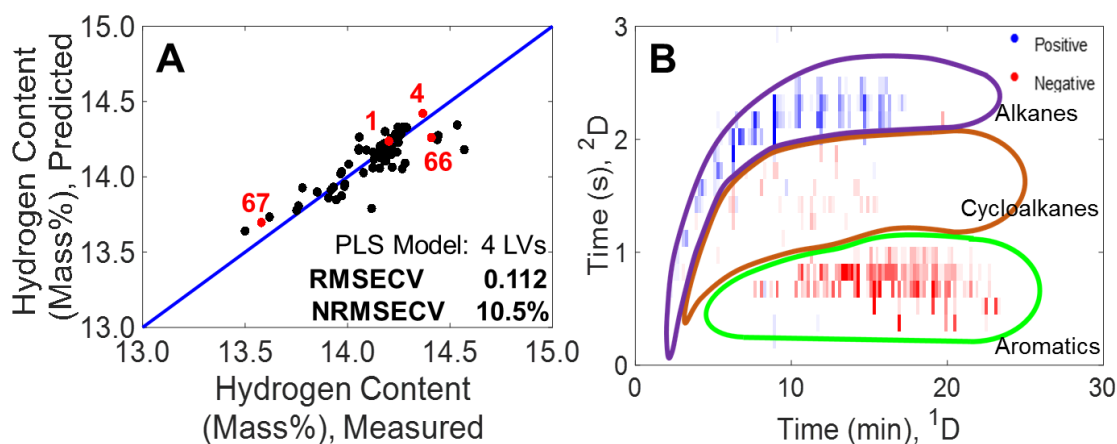 A
Hydrogen Content
(Mass%), Predicted
15.0
14.5
14.0
13.5
13.0
13.0
13.5
14.0
14.5
15.0
1
4
66
67
PLS Model: 4 LVs
RMSECV 0.112
NRMSECV 10.5%
Hydrogen Content
(Mass%), Measured
B
Time (s), ²D
3
2
1
0
0
10
20
30
Positive
Negative
Alkanes
Cycloalkanes
Aromatics
Time (min), ¹D